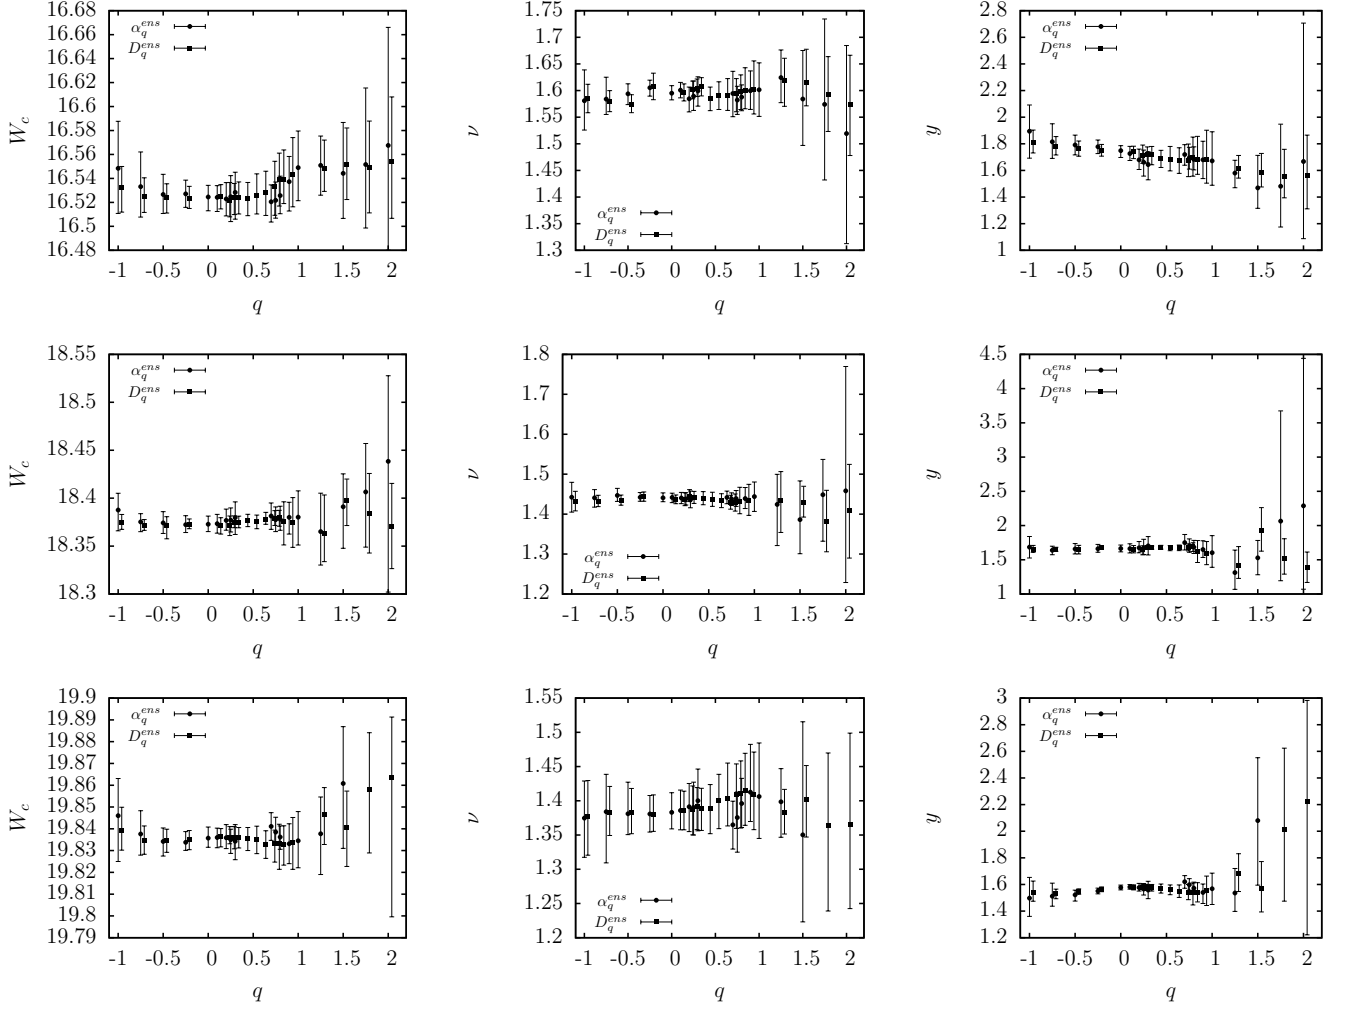 16.68
16.66
16.64
16.62
16.6
16.58
16.56
16.54
16.52
16.5
16.48
W_c
-1 -0.5 0 0.5 1 1.5 2
q
α_q^{ens}
D_q^{ens}
1.75
1.7
1.65
1.6
1.55
1.5
1.45
1.4
1.35
1.3
ν
-1 -0.5 0 0.5 1 1.5 2
q
α_q^{ens}
D_q^{ens}
2.8
2.6
2.4
2.2
2
1.8
1.6
1.4
1.2
1
y
-1 -0.5 0 0.5 1 1.5 2
q
α_q^{ens}
D_q^{ens}
18.55
18.5
18.45
18.4
18.35
18.3
W_c
-1 -0.5 0 0.5 1 1.5 2
q
α_q^{ens}
D_q^{ens}
1.8
1.7
1.6
1.5
1.4
1.3
1.2
ν
-1 -0.5 0 0.5 1 1.5 2
q
α_q^{ens}
D_q^{ens}
4.5
4
3.5
3
2.5
2
1.5
1
y
-1 -0.5 0 0.5 1 1.5 2
q
α_q^{ens}
D_q^{ens}
19.9
19.89
19.88
19.87
19.86
19.85
19.84
19.83
19.82
19.81
19.8
19.79
W_c
-1 -0.5 0 0.5 1 1.5 2
q
α_q^{ens}
D_q^{ens}
1.55
1.5
1.45
1.4
1.35
1.3
1.25
1.2
ν
-1 -0.5 0 0.5 1 1.5 2
q
α_q^{ens}
D_q^{ens}
3
2.8
2.6
2.4
2.2
2
1.8
1.6
1.4
1.2
y
-1 -0.5 0 0.5 1 1.5 2
q
α_q^{ens}
D_q^{ens}